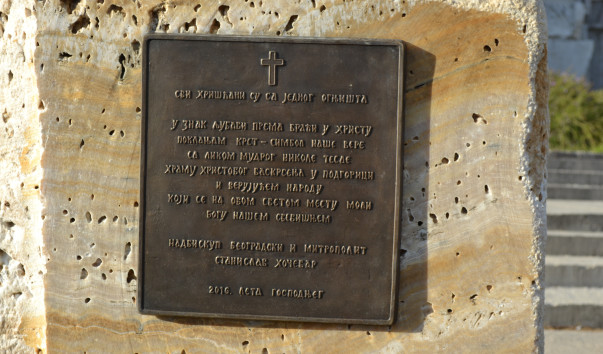 СВИ ХРИШЋАНИ СУ СА ЈЕДНОГ ОГЊИШТА
У ЗНАК ЉУБАВИ ПРЕМА БРАЋИ У ХРИСТУ
ПОКЛАЊАМ КРСТ - СИМБОЛ НАШЕ ВЕРЕ
СА ЛИКОМ МУДРОГ НИКОЛЕ ТЕСЛЕ
ХРАМУ ХРИСТОВОГ ВАСКРСЕЊА У ПОДГОРИЦИ
И ВЕРУЈУЋЕМ НАРОДУ
КОЈИ СЕ НА ОВОМ СВЕТОМ МЕСТУ МОЛИ
БОГУ НАШЕМ СВЕВИШЊЕМ
НАДБИСКУП БЕОГРАДСКИ И МИТРОПОЛИТ
СТАНИСЛАВ ХОЧЕВАР
2016. ЛЕТА ГОСПОДЊЕГ